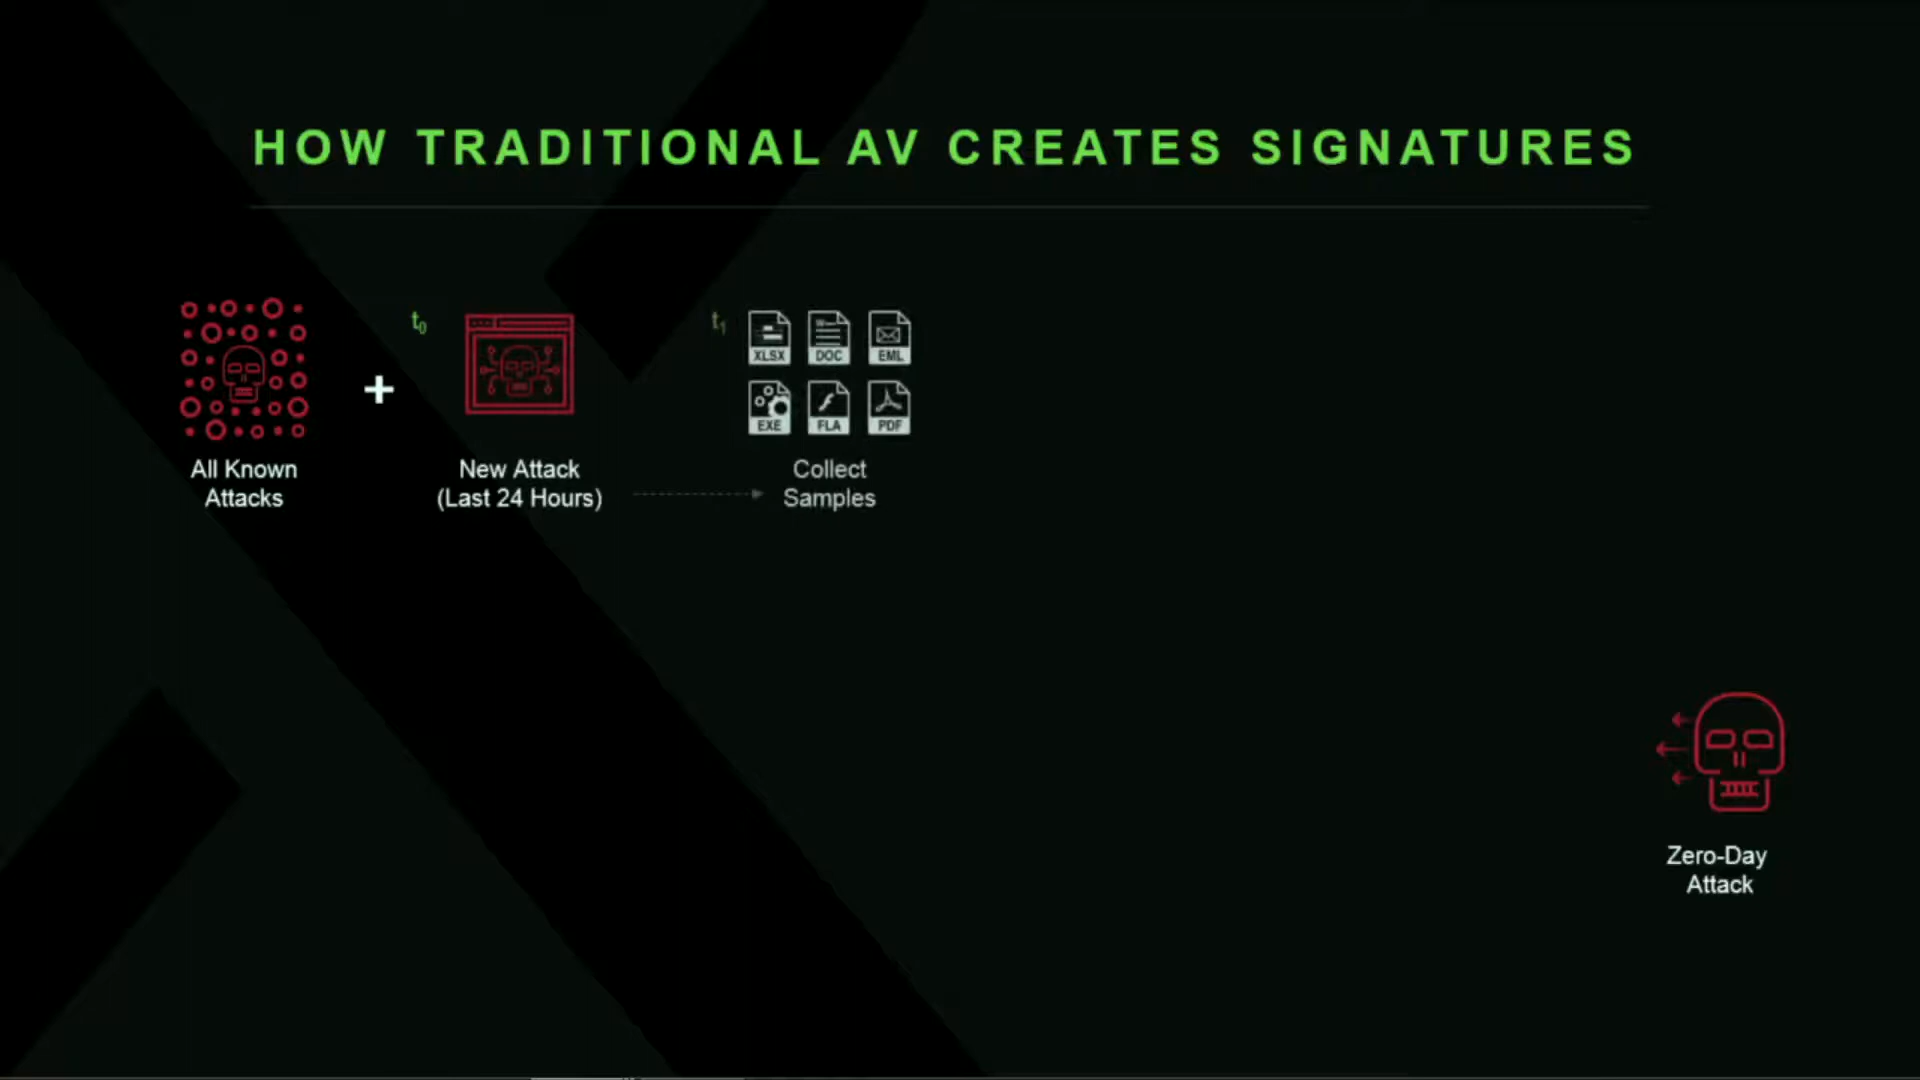 HOW TRADITIONAL AV CREATES SIGNATURES
t0
t1
XLSX
DOC
EML
EXE
FLA
PDF
+
All Known
Attacks
New Attack
(Last 24 Hours)
Collect
Samples
Zero-Day
Attack